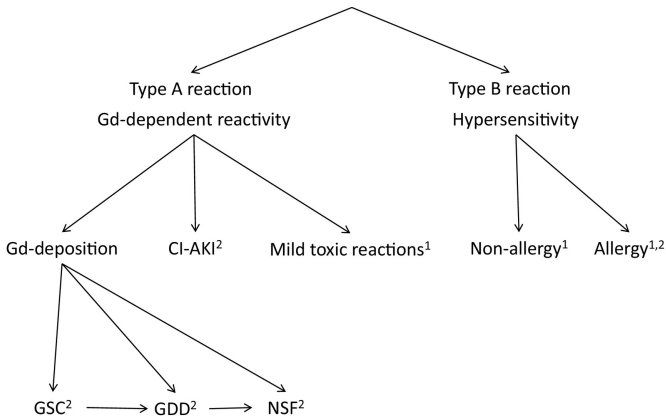 Type A reaction
Type B reaction
Gd-dependent reactivity
Hypersensitivity
Gd-deposition
CI-AKI²
Mild toxic reactions¹
Non-allergy¹
Allergy¹,²
GSC²
GDD²
NSF²